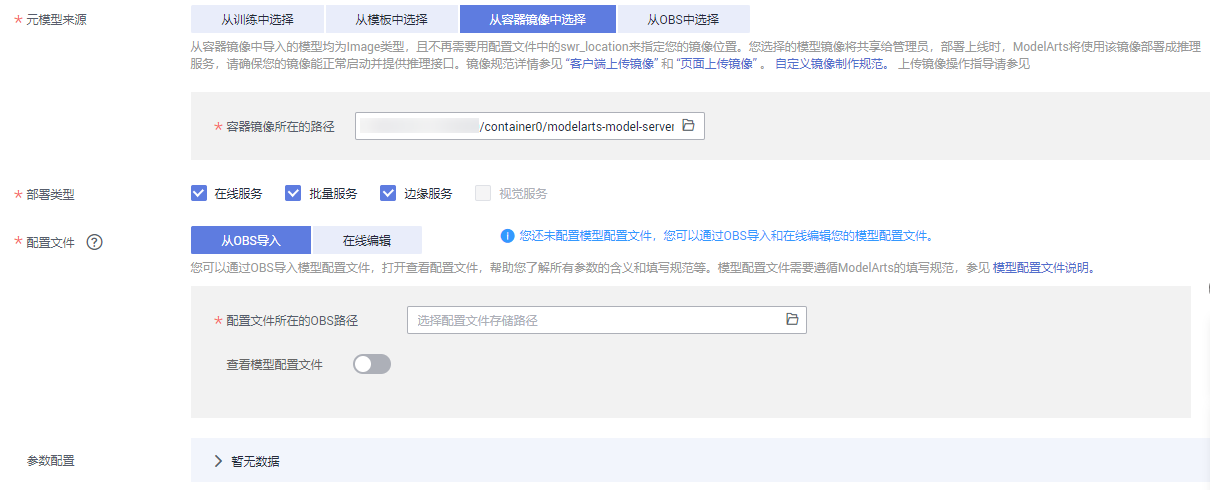 * 元模型来源
从训练中选择 从模板中选择 从容器镜像中选择 从OBS中选择
从容器镜像中导入的模型均为Image类型，且不再需要用配置文件中的swr_location来指定您的镜像位置。您选择的模型镜像将共享给管理员，部署上线时，ModelArts将使用该镜像部署成推理
服务，请确保您的镜像能正常启动并提供推理接口。镜像规范详情参见 “客户端上传镜像” 和 “页面上传镜像” 。 自定义镜像制作规范。 上传镜像操作指导请参见
* 容器镜像所在的路径 /container0/modelarts-model-server
* 部署类型 在线服务 批量服务 边缘服务 视觉服务
* 配置文件 ? 从OBS导入 在线编辑 您还未配置模型配置文件，您可以通过OBS导入和在线编辑您的模型配置文件。
您可以通过OBS导入模型配置文件，打开查看配置文件，帮助您了解所有参数的含义和填写规范等。模型配置文件需要遵循ModelArts的填写规范，参见 模型配置文件说明。
* 配置文件所在的OBS路径 选择配置文件存储路径
查看模型配置文件
参数配置 暂无数据